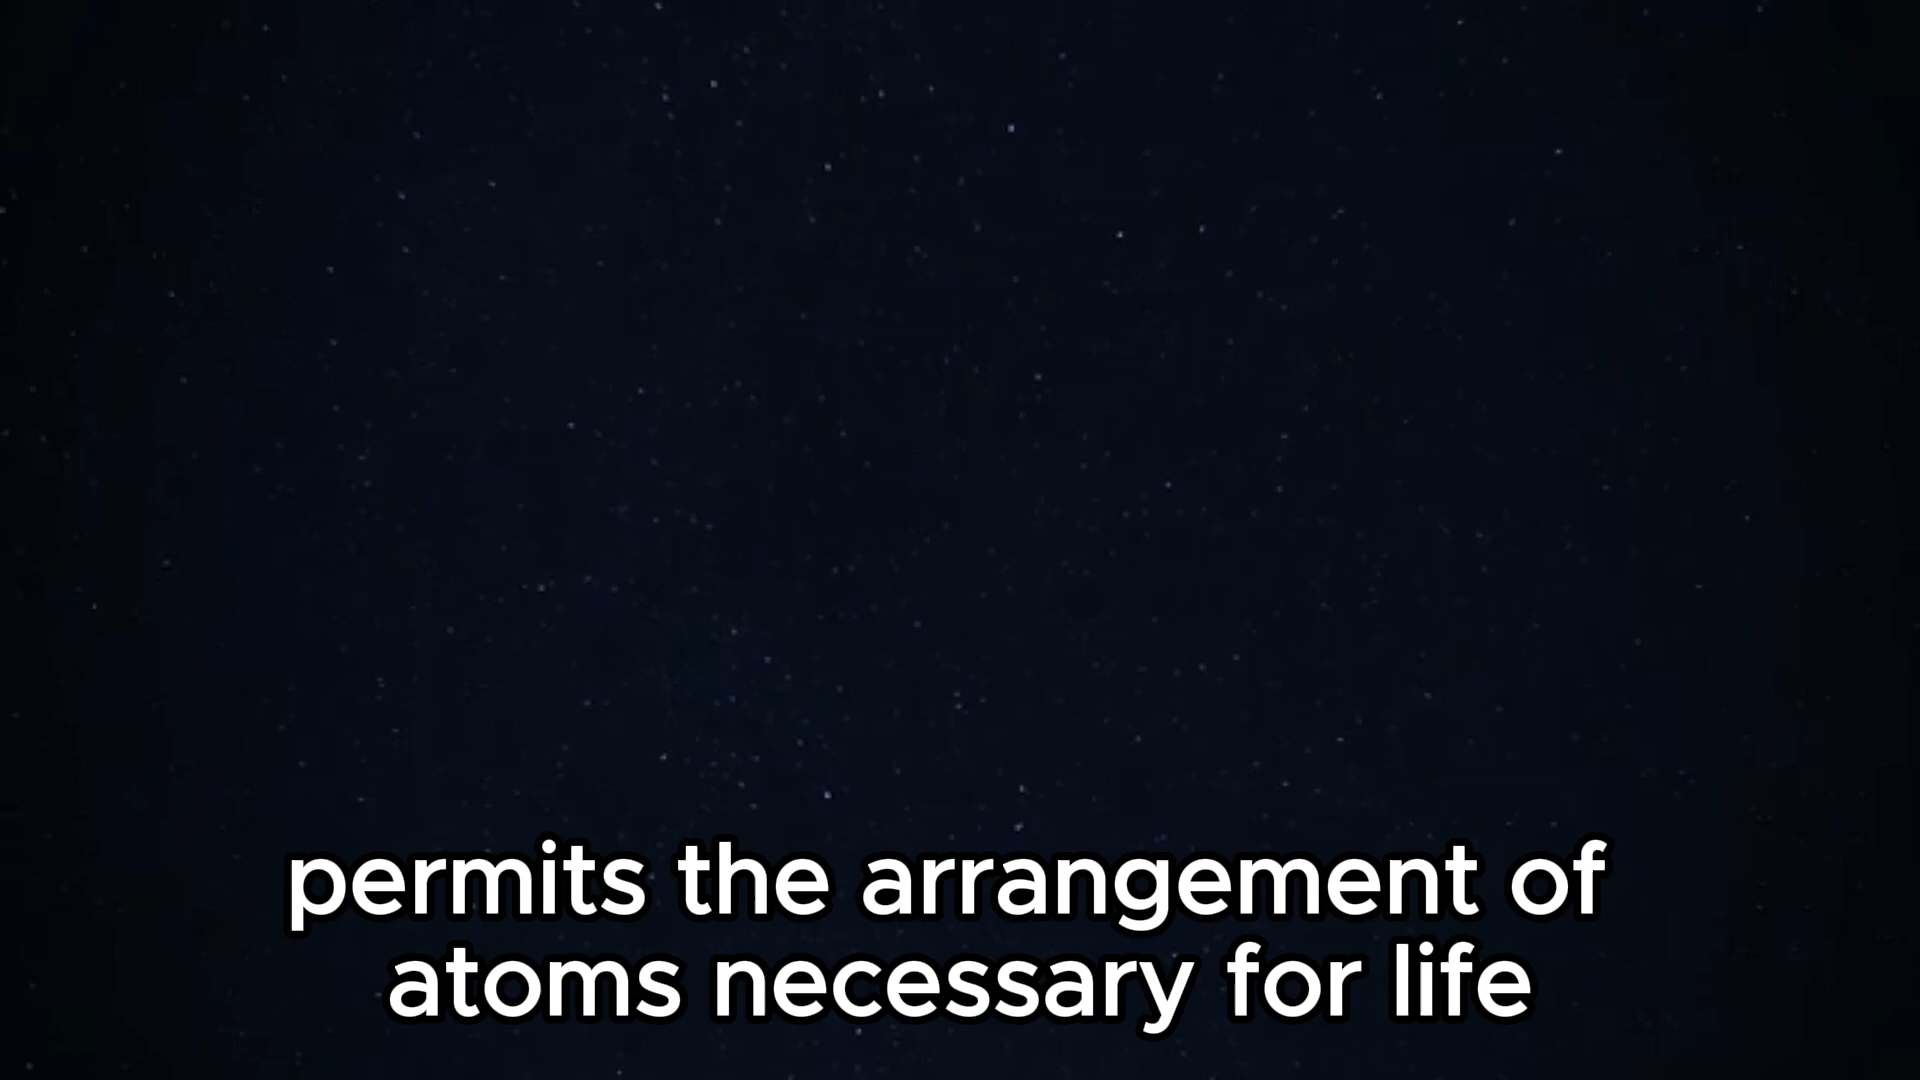 permits the arrangement of
atoms necessary for life